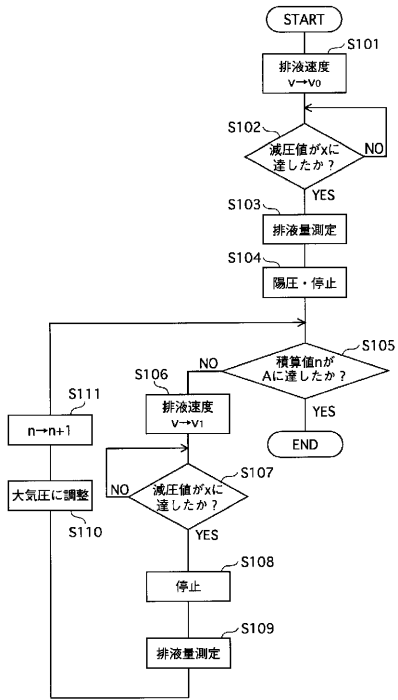 START
S101
排液速度
v→v₀
S102
減圧値がxに
達したか？
NO
YES
S103
排液量測定
S104
陽圧・停止
S105
積算値nが
Aに達したか？
NO
YES
END
S106
排液速度
v→v₁
S107
減圧値がxに
達したか？
NO
YES
S108
停止
S109
排液量測定
大気圧に調整
S110
S111
n→n+1